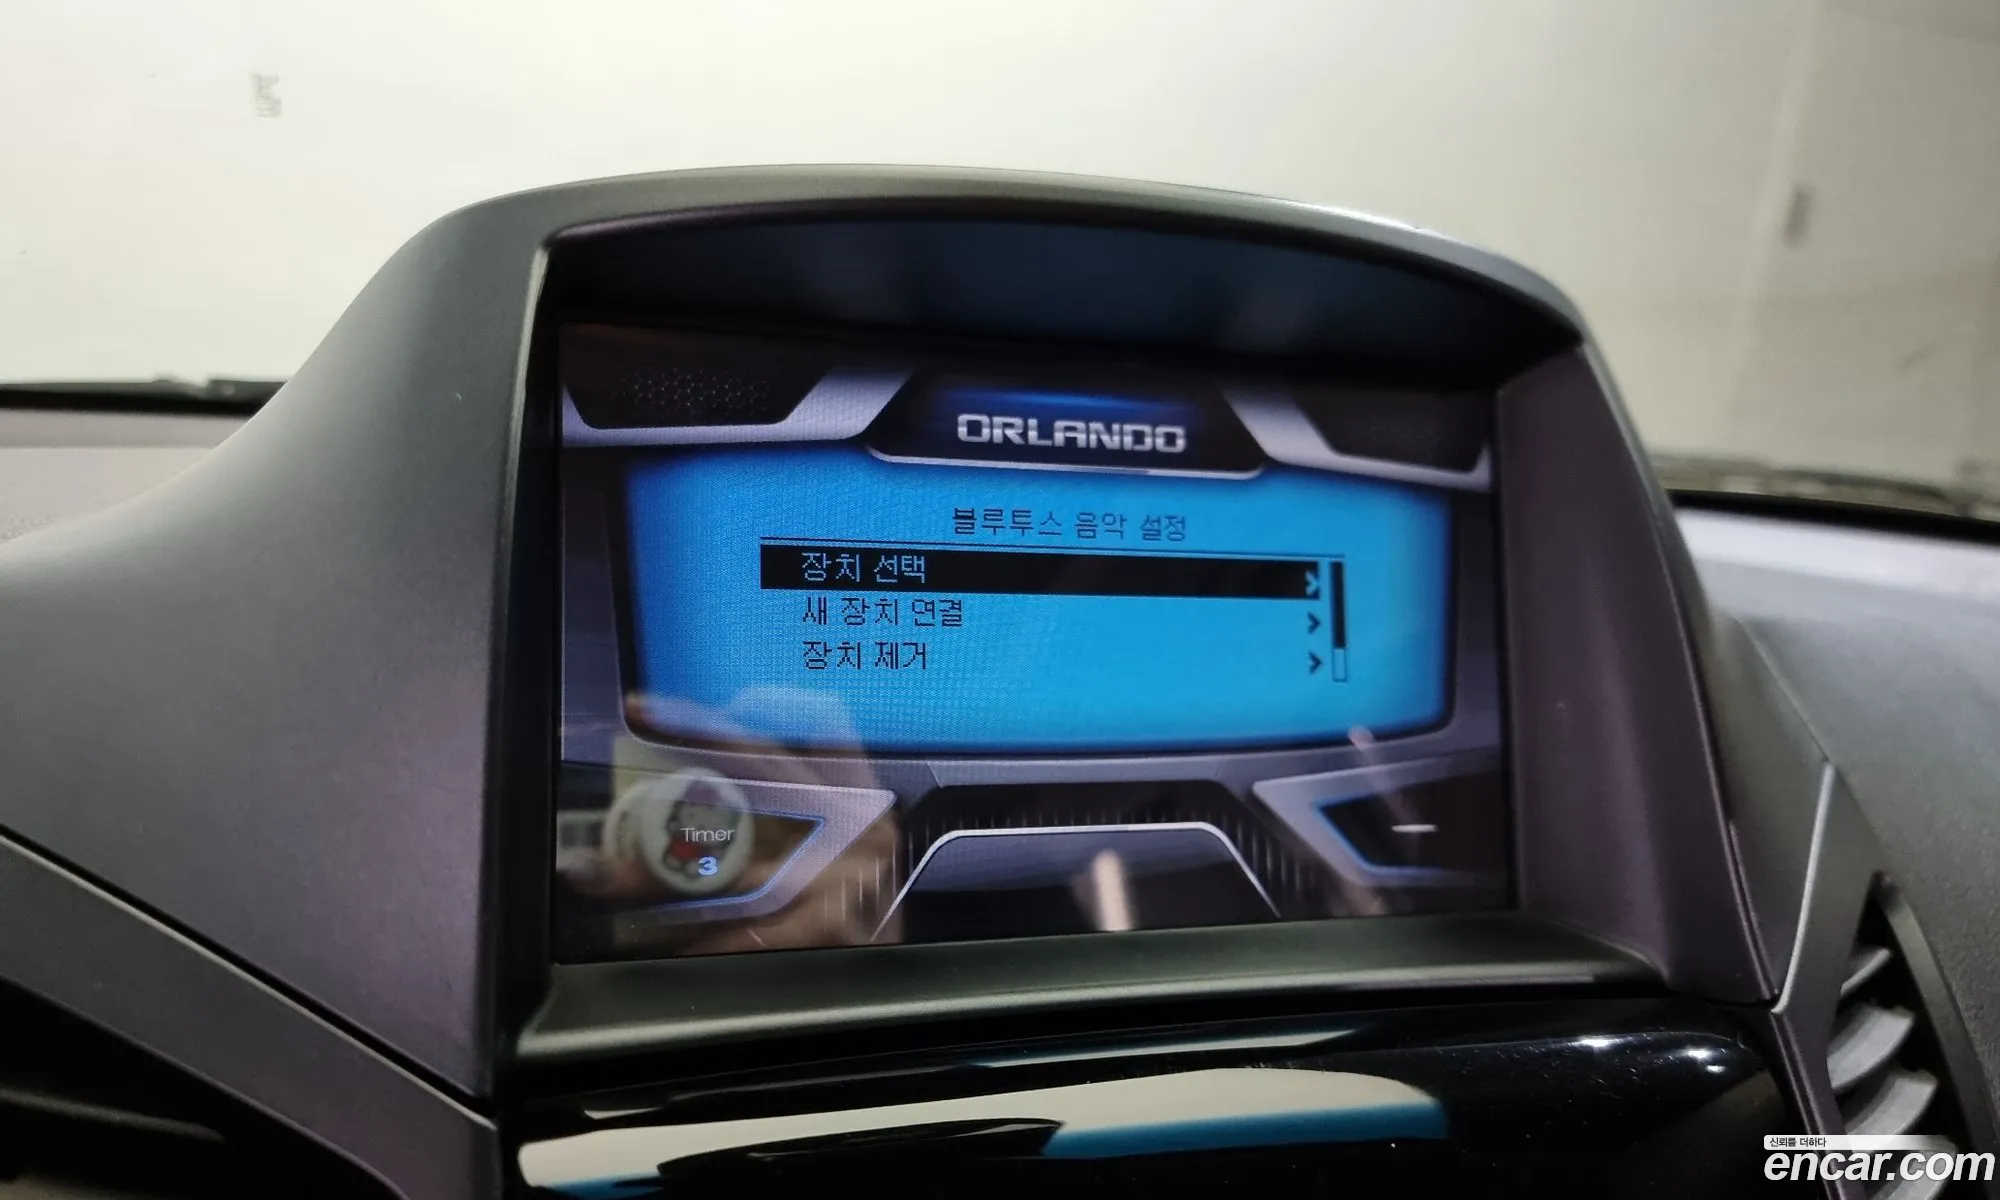 ORLANDO
블루투스 음악 설정
장치 선택
새 장치 연결
장치 제거
Timer
3
신뢰를 더하다
encar.com